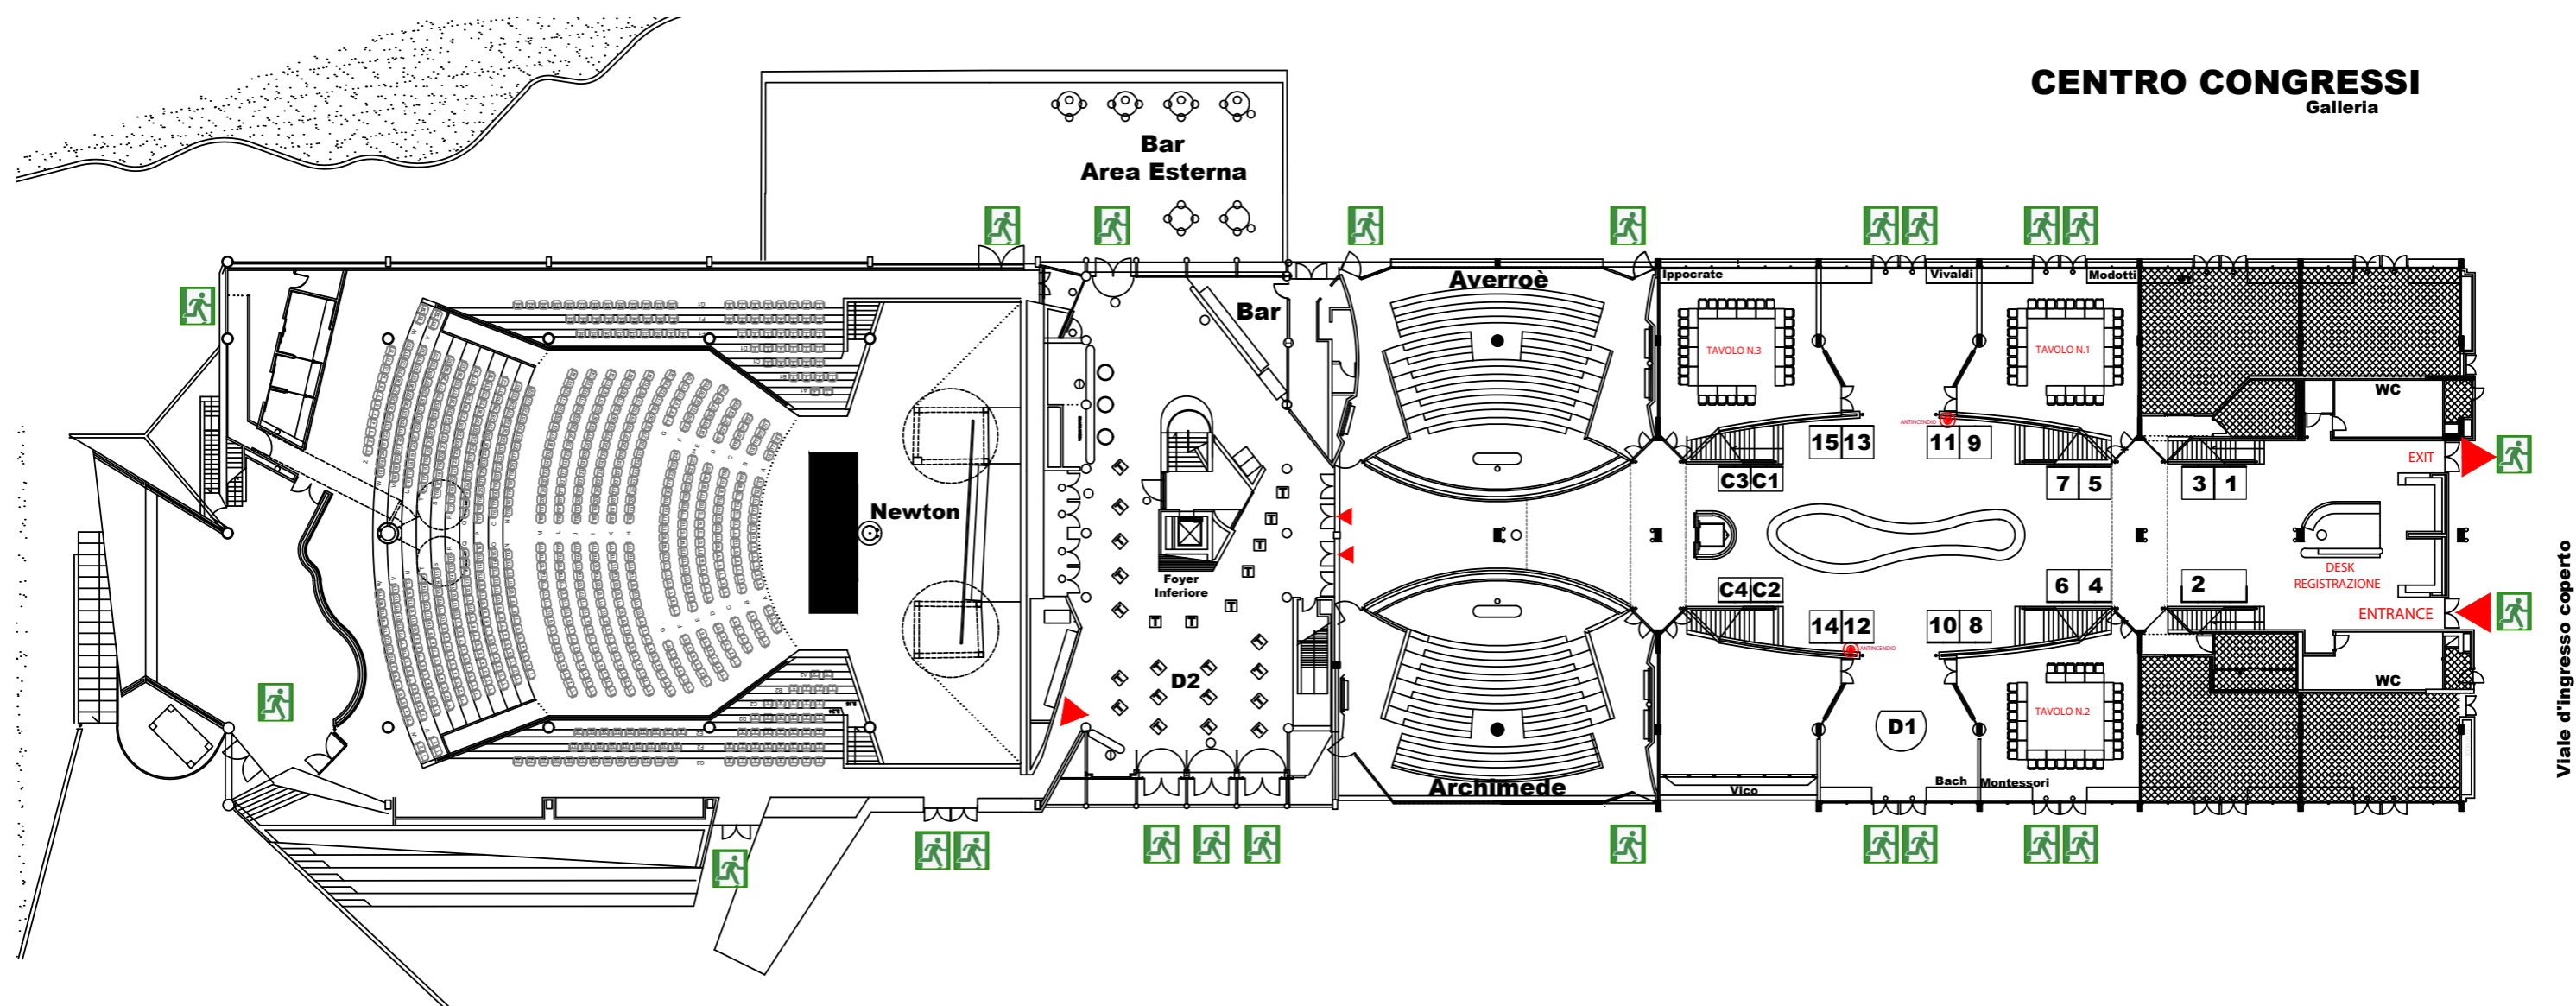 CENTRO CONGRESSI
Galleria
Bar
Area Esterna
Averroè
Ippocrate
Vivaldi
Modotti
Bar
TAVOLO N.3
TAVOLO N.1
WC
ANTINCENDIO
15 13
11 9
EXIT
C3 C1
7 5
3 1
Newton
Foyer
Inferiore
DESK
REGISTRAZIONE
C4 C2
6 4
2
ENTRANCE
14 12
10 8
ANTINCENDIO
D2
WC
TAVOLO N.2
D1
Archimede
Vico
Bach
Montessori
Viale d'ingresso coperto